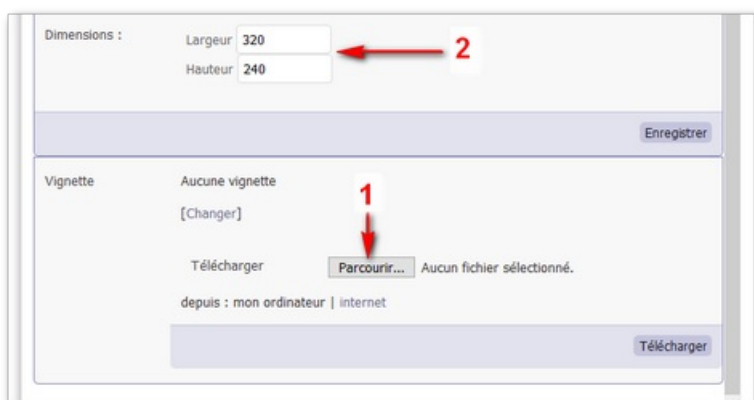 Dimensions :
Largeur 320
2
Hauteur 240
Enregistrer
Vignette
Aucune vignette
1
[Changer]
Télécharger Parcourir... Aucun fichier sélectionné.
depuis : mon ordinateur | internet
Télécharger